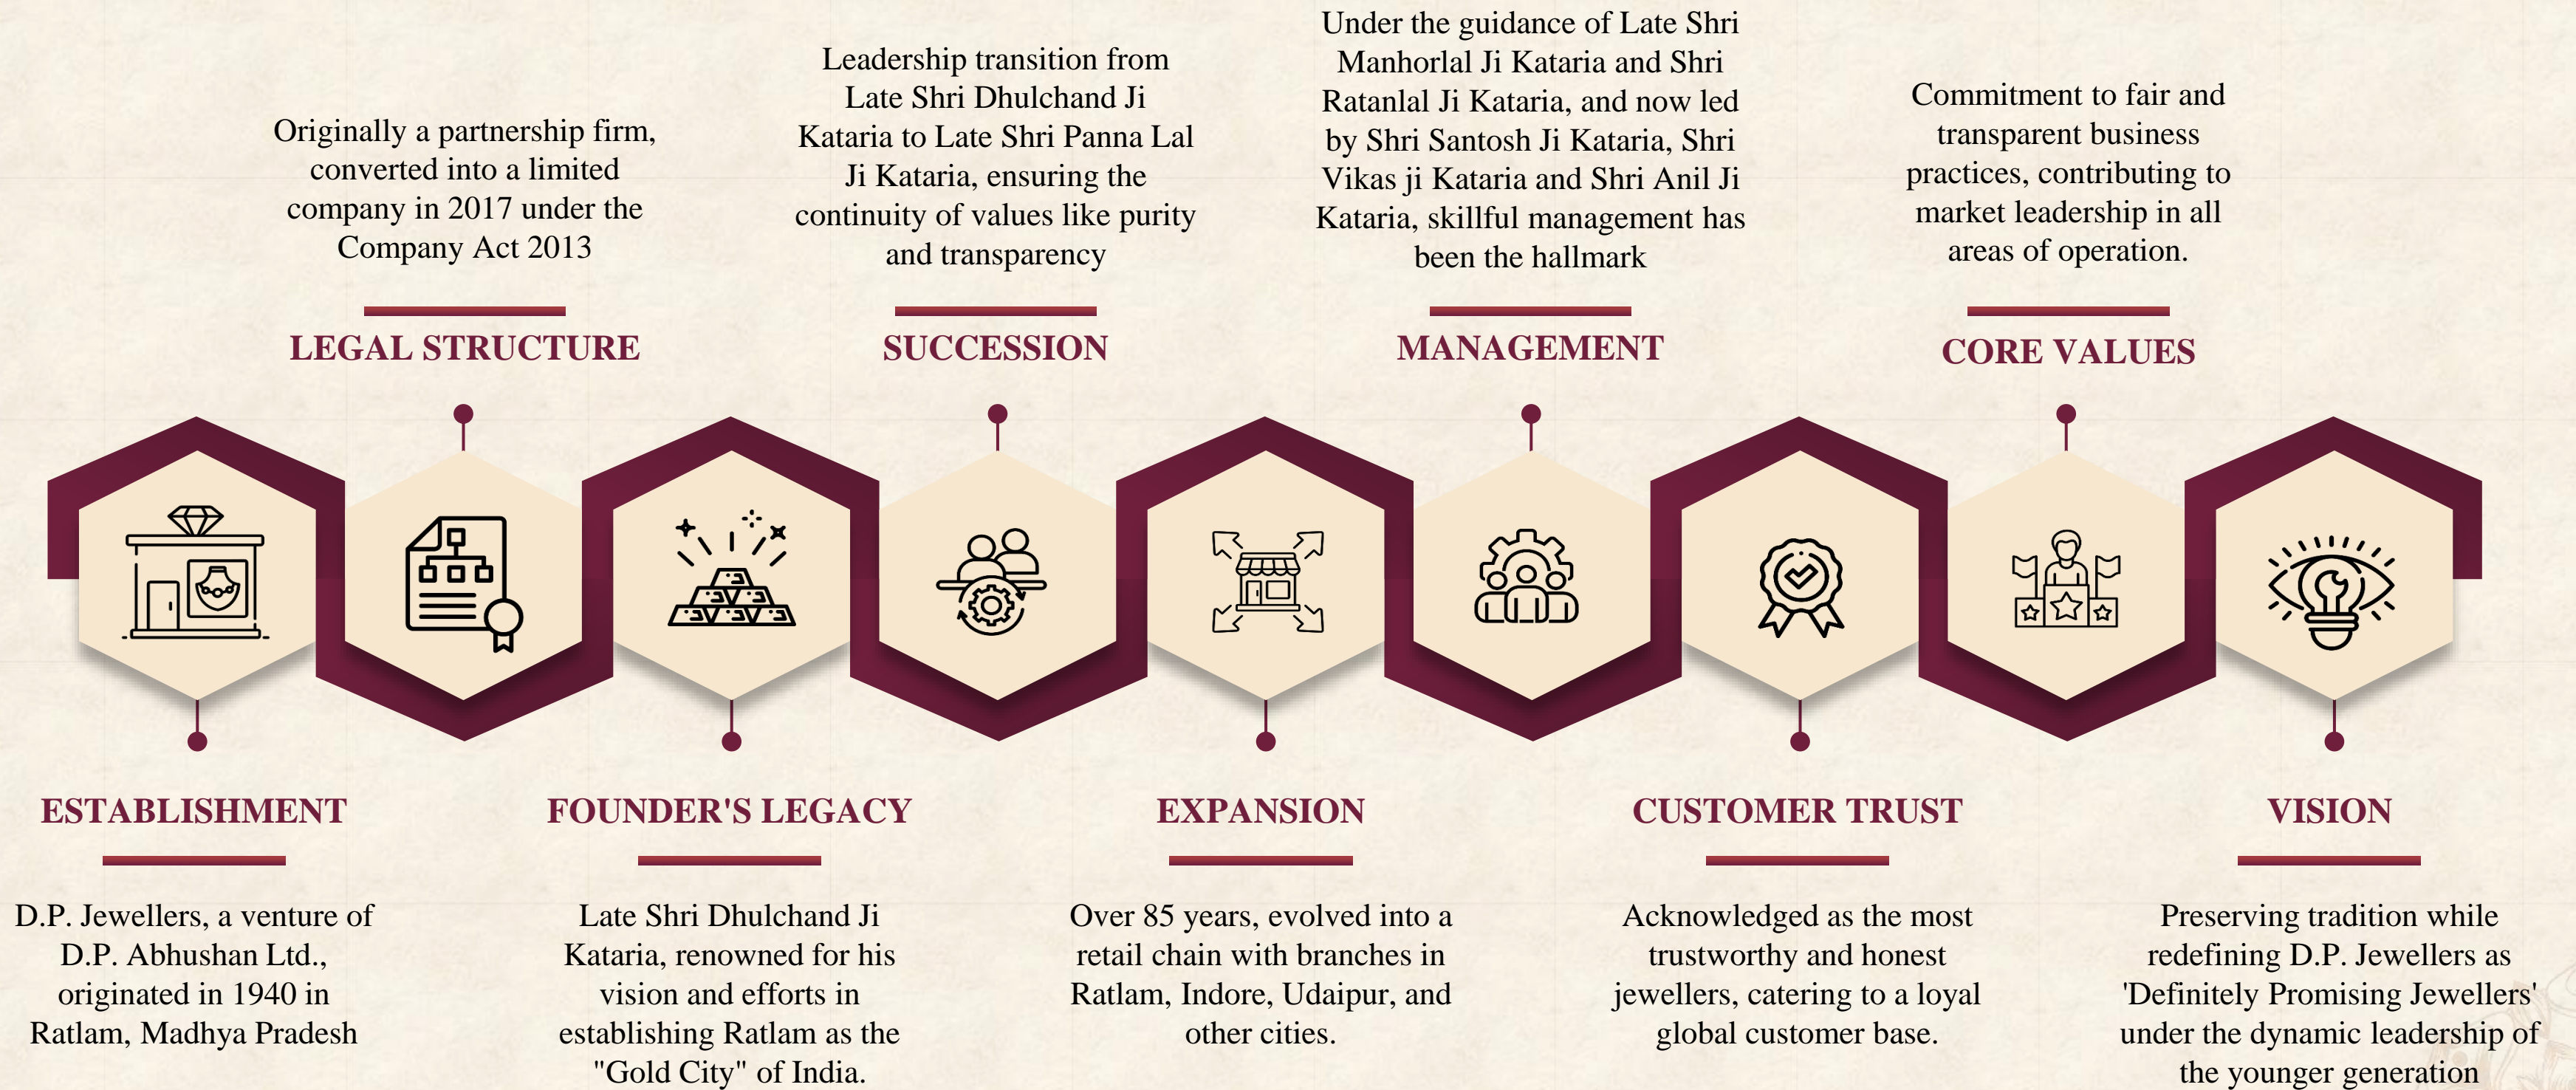 Originally a partnership firm,
converted into a limited
company in 2017 under the
Company Act 2013
LEGAL STRUCTURE
Leadership transition from
Late Shri Dhulchand Ji
Kataria to Late Shri Panna Lal
Ji Kataria, ensuring the
continuity of values like purity
and transparency
SUCCESSION
Under the guidance of Late Shri
Manhorlal Ji Kataria and Shri
Ratanlal Ji Kataria, and now led
by Shri Santosh Ji Kataria, Shri
Vikas ji Kataria and Shri Anil Ji
Kataria, skillful management has
been the hallmark
MANAGEMENT
Commitment to fair and
transparent business
practices, contributing to
market leadership in all
areas of operation.
CORE VALUES
ESTABLISHMENT
D.P. Jewellers, a venture of
D.P. Abhushan Ltd.,
originated in 1940 in
Ratlam, Madhya Pradesh
FOUNDER'S LEGACY
Late Shri Dhulchand Ji
Kataria, renowned for his
vision and efforts in
establishing Ratlam as the
"Gold City" of India.
EXPANSION
Over 85 years, evolved into a
retail chain with branches in
Ratlam, Indore, Udaipur, and
other cities.
CUSTOMER TRUST
Acknowledged as the most
trustworthy and honest
jewellers, catering to a loyal
global customer base.
VISION
Preserving tradition while
redefining D.P. Jewellers as
'Definitely Promising Jewellers'
under the dynamic leadership of
the younger generation